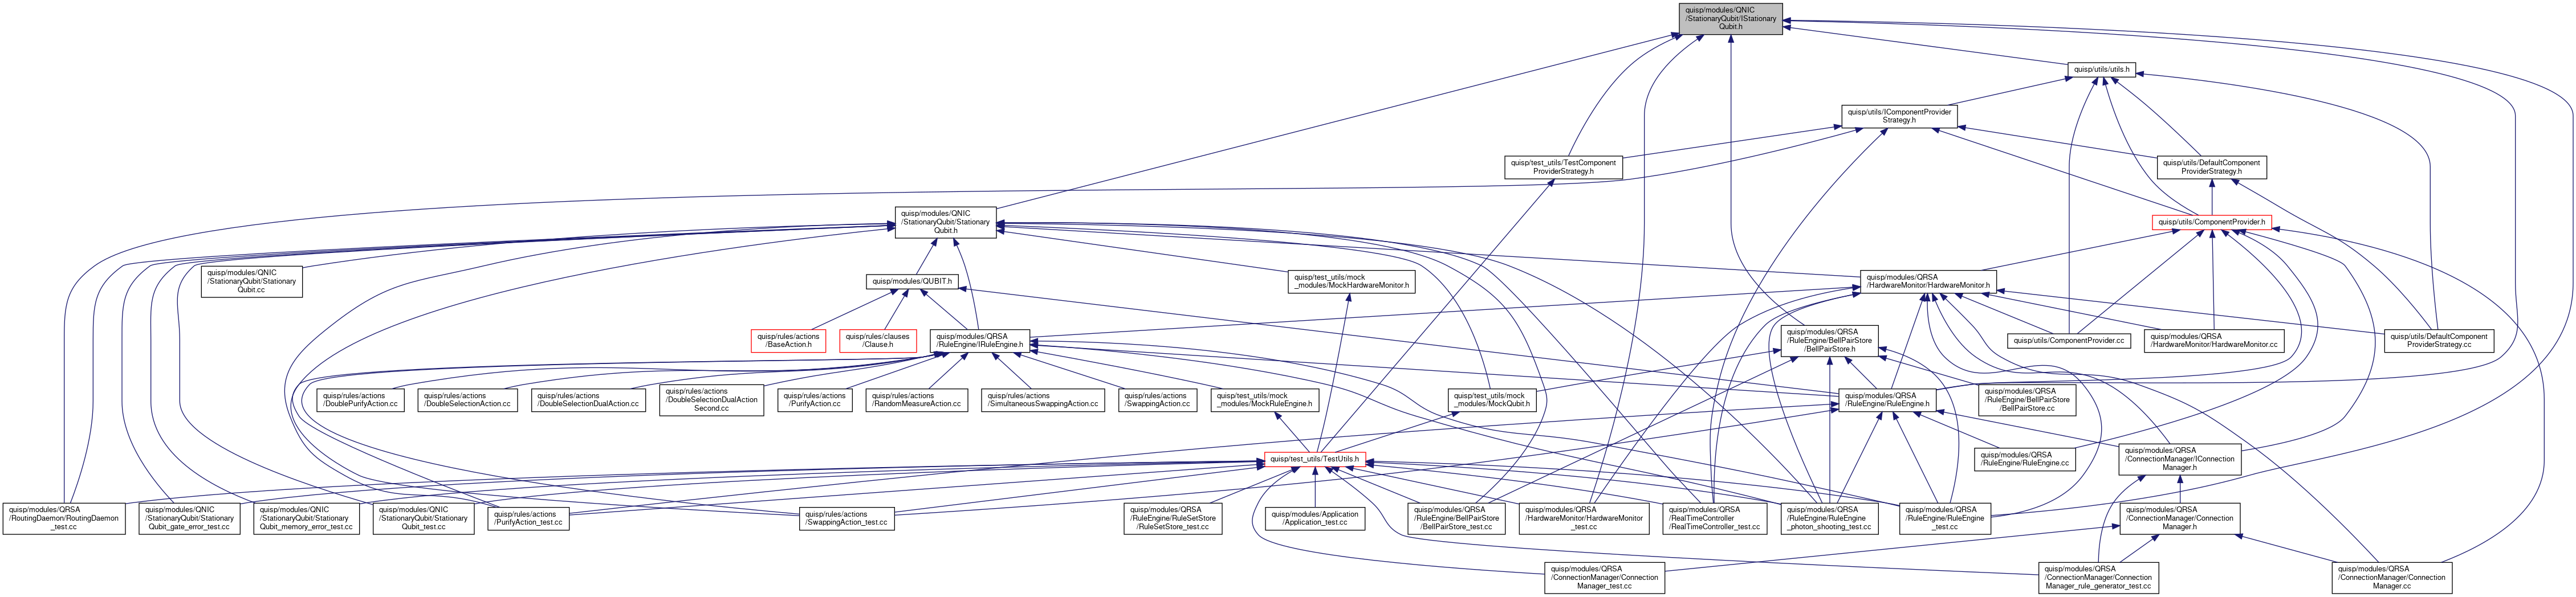 quisp/modules/QNIC
/StationaryQubit/IStationary
Qubit.h
quisp/utils/utils.h
quisp/utils/IComponentProvider
Strategy.h
quisp/test_utils/TestComponent
ProviderStrategy.h
quisp/utils/DefaultComponent
ProviderStrategy.h
quisp/modules/QNIC
/StationaryQubit/Stationary
Qubit.h
quisp/utils/ComponentProvider.h
quisp/modules/QNIC
/StationaryQubit/Stationary
Qubit.cc
quisp/modules/QUBIT.h
quisp/test_utils/mock
_modules/MockHardwareMonitor.h
quisp/modules/QRSA
/HardwareMonitor/HardwareMonitor.h
quisp/rules/actions
/BaseAction.h
quisp/rules/clauses
/Clause.h
quisp/modules/QRSA
/RuleEngine/IRuleEngine.h
quisp/modules/QRSA
/RuleEngine/BellPairStore
/BellPairStore.h
quisp/utils/ComponentProvider.cc
quisp/modules/QRSA
/HardwareMonitor/HardwareMonitor.cc
quisp/utils/DefaultComponent
ProviderStrategy.cc
quisp/rules/actions
/DoublePurifyAction.cc
quisp/rules/actions
/DoubleSelectionAction.cc
quisp/rules/actions
/DoubleSelectionDualAction.cc
quisp/rules/actions
/DoubleSelectionDualAction
Second.cc
quisp/rules/actions
/PurifyAction.cc
quisp/rules/actions
/RandomMeasureAction.cc
quisp/rules/actions
/SimultaneousSwappingAction.cc
quisp/rules/actions
/SwappingAction.cc
quisp/test_utils/mock
_modules/MockRuleEngine.h
quisp/test_utils/mock
_modules/MockQubit.h
quisp/modules/QRSA
/RuleEngine/RuleEngine.h
quisp/modules/QRSA
/RuleEngine/BellPairStore
/BellPairStore.cc
quisp/test_utils/TestUtils.h
quisp/modules/QRSA
/RuleEngine/RuleEngine.cc
quisp/modules/QRSA
/ConnectionManager/IConnection
Manager.h
quisp/modules/QRSA
/RoutingDaemon/RoutingDaemon
_test.cc
quisp/modules/QNIC
/StationaryQubit/Stationary
Qubit_gate_error_test.cc
quisp/modules/QNIC
/StationaryQubit/Stationary
Qubit_memory_error_test.cc
quisp/modules/QNIC
/StationaryQubit/Stationary
Qubit_test.cc
quisp/rules/actions
/PurifyAction_test.cc
quisp/rules/actions
/SwappingAction_test.cc
quisp/modules/QRSA
/RuleEngine/RuleSetStore
/RuleSetStore_test.cc
quisp/modules/Application
/Application_test.cc
quisp/modules/QRSA
/RuleEngine/BellPairStore
/BellPairStore_test.cc
quisp/modules/QRSA
/HardwareMonitor/HardwareMonitor
_test.cc
quisp/modules/QRSA
/RealTimeController
/RealTimeController_test.cc
quisp/modules/QRSA
/RuleEngine/RuleEngine
_photon_shooting_test.cc
quisp/modules/QRSA
/RuleEngine/RuleEngine
_test.cc
quisp/modules/QRSA
/ConnectionManager/Connection
Manager.h
quisp/modules/QRSA
/ConnectionManager/Connection
Manager_test.cc
quisp/modules/QRSA
/ConnectionManager/Connection
Manager_rule_generator_test.cc
quisp/modules/QRSA
/ConnectionManager/Connection
Manager.cc